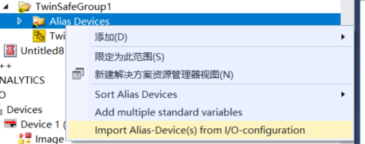 TwinSafeGroup1
Alias Devices
Twi
Untitled8
++
NALYTICS
O
Devices
Device 1 (
Image
添加(D)
限定为此范围(S)
新建解决方案资源管理器视图(N)
Sort Alias Devices
Add multiple standard variables
Import Alias-Device(s) from I/O-configuration